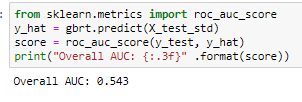 from sklearn.metrics import roc_auc_score
y_hat = gbrt.predict(X_test_std)
score = roc_auc_score(y_test, y_hat)
print("Overall AUC: {:.3f}" .format(score))
Overall AUC: 0.543